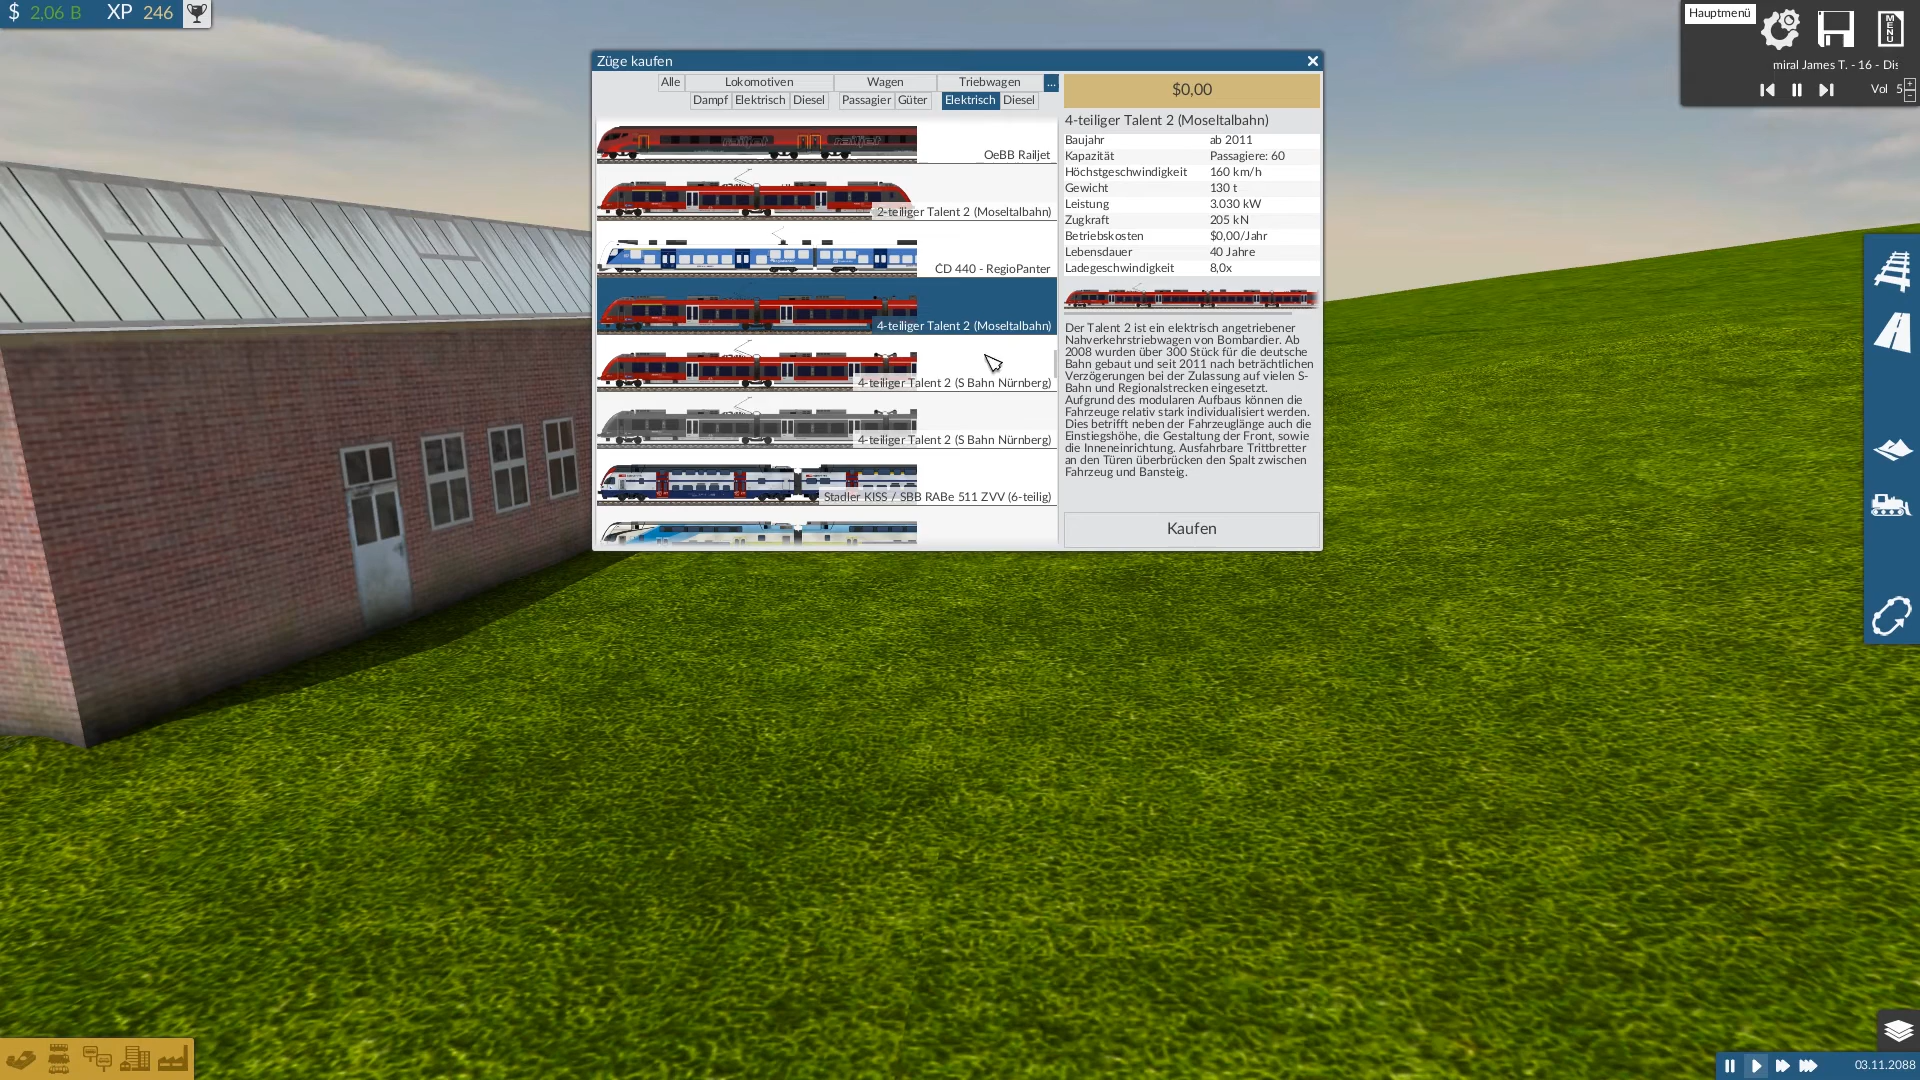 $ 2,06 B XP 246
Hauptmenü
MENU
miral James T. - 16 - Dis
Vol 5
+
-
Züge kaufen
Alle Lokomotiven Wagen Triebwagen ...
Dampf Elektrisch Diesel Passagier Güter Elektrisch Diesel
railjet railjet
OeBB Railjet
2-teiliger Talent 2 (Moseltalbahn)
ČD 440 - RegioPanter
4-teiliger Talent 2 (Moseltalbahn)
4-teiliger Talent 2 (S Bahn Nürnberg)
4-teiliger Talent 2 (S Bahn Nürnberg)
Stadler KISS / SBB RABe 511 ZVV (6-teilig)
$0,00
4-teiliger Talent 2 (Moseltalbahn)
Baujahr ab 2011
Kapazität Passagiere: 60
Höchstgeschwindigkeit 160 km/h
Gewicht 130 t
Leistung 3.030 kW
Zugkraft 205 kN
Betriebskosten $0,00/Jahr
Lebensdauer 40 Jahre
Ladegeschwindigkeit 8,0x
Der Talent 2 ist ein elektrisch angetriebener
Nahverkehrstriebwagen von Bombardier. Ab
2008 wurden über 300 Stück für die deutsche
Bahn gebaut und seit 2011 nach beträchtlichen
Verzögerungen bei der Zulassung auf vielen S-
Bahn und Regionalstrecken eingesetzt.
Aufgrund des modularen Aufbaus können die
Fahrzeuge relativ stark individualisiert werden.
Dies betrifft neben der Fahrzeuglänge auch die
Einstiegshöhe, die Gestaltung der Front, sowie
die Inneneinrichtung. Ausfahrbare Trittbretter
an den Türen überbrücken den Spalt zwischen
Fahrzeug und Bansteig.
Kaufen
03.11.2088